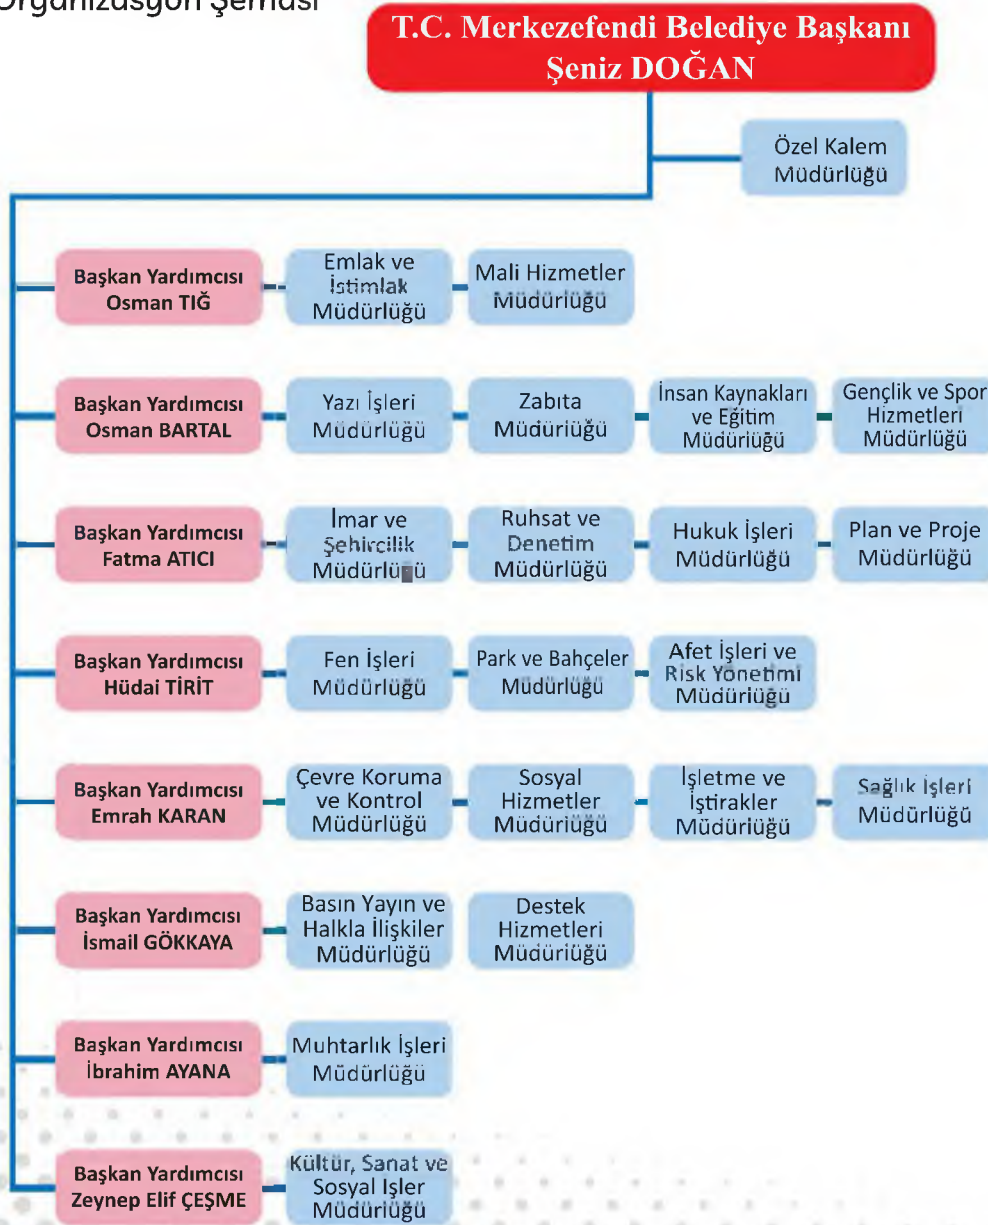 Organizasyon Şeması
T.C. Merkezefendi Belediye Başkanı
Şeniz DOĞAN
Özel Kalem
Müdürlüğü
Başkan Yardımcısı
Osman TIĞ
Emlak ve
İstimlak
Müdürlüğü
Mali Hizmetler
Müdürlüğü
Başkan Yardımcısı
Osman BARTAL
Yazı İşleri
Müdürlüğü
Zabıta
Müdürlüğü
İnsan Kaynakları
ve Eğitim
Müdürlüğü
Gençlik ve Spor
Hizmetleri
Müdürlüğü
Başkan Yardımcısı
Fatma ATICI
İmar ve
Şehircilik
Müdürlüğü
Ruhsat ve
Denetim
Müdürlüğü
Hukuk İşleri
Müdürlüğü
Plan ve Proje
Müdürlüğü
Başkan Yardımcısı
Hüdai TİRİT
Fen İşleri
Müdürlüğü
Park ve Bahçeler
Müdürlüğü
Afet İşleri ve
Risk Yönetimi
Müdürlüğü
Başkan Yardımcısı
Emrah KARAN
Çevre Koruma
ve Kontrol
Müdürlüğü
Sosyal
Hizmetler
Müdürlüğü
İşletme ve
İştirakler
Müdürlüğü
Sağlık İşleri
Müdürlüğü
Başkan Yardımcısı
İsmail GÖKKAYA
Basın Yayın ve
Halkla İlişkiler
Müdürlüğü
Destek
Hizmetleri
Müdürlüğü
Başkan Yardımcısı
İbrahim AYANA
Muhtarlık İşleri
Müdürlüğü
Başkan Yardımcısı
Zeynep Elif ÇEŞME
Kültür, Sanat ve
Sosyal Işler
Müdürlüğü